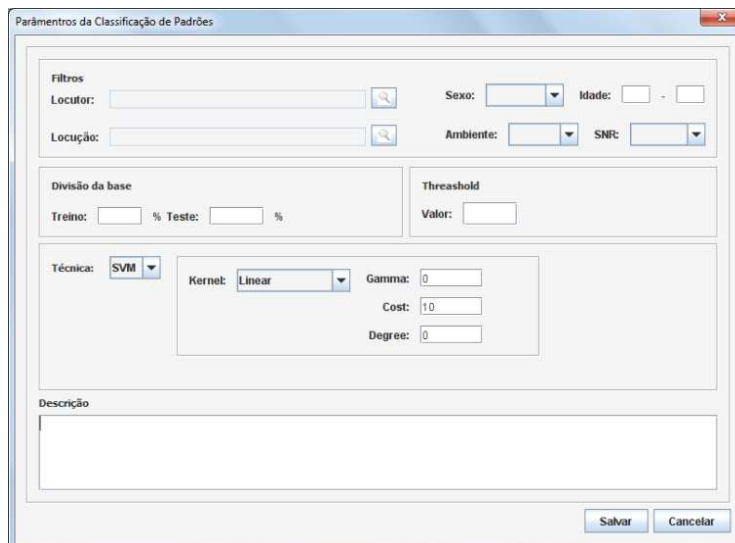 Parâmentros da Classificação de Padrões
x
Filtros
Locutor:
Sexo:
Idade: -
Locução:
Ambiente:
SNR:
Divisão da base
Treino: % Teste: %
Threashold
Valor:
Técnica: SVM
Kernel: Linear
Gamma: 0
Cost: 10
Degree: 0
Descrição
Salvar Cancelar